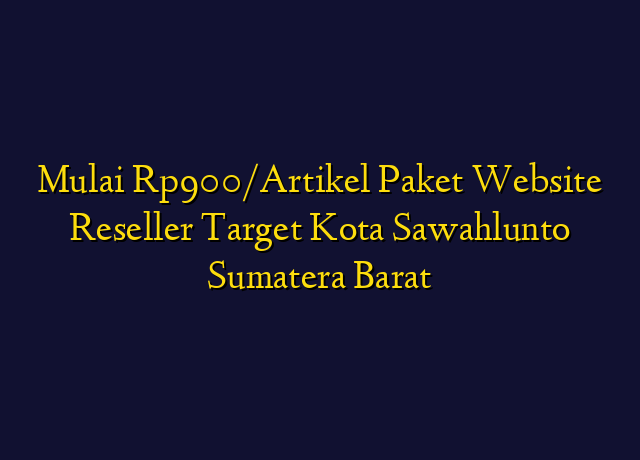 Mulai Rp900/Artikel Paket Website
Reseller Target Kota Sawahlunto
Sumatera Barat